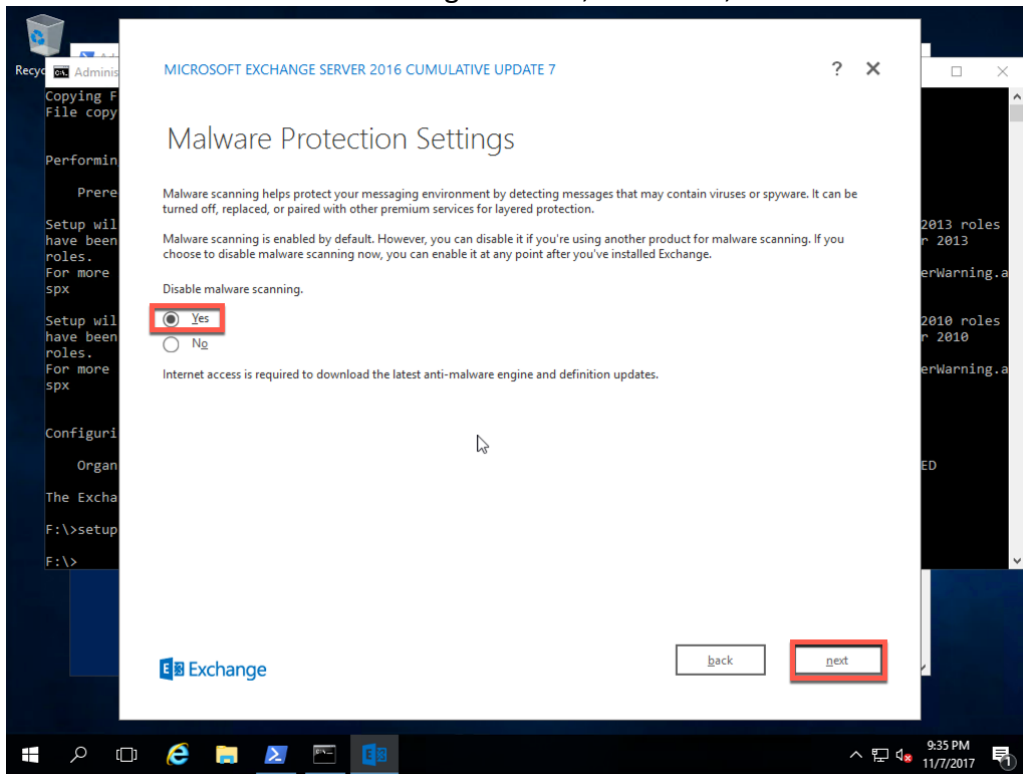 Recyc
Adminis
Copying F
File copy
Performin
Prere
Setup wil
have been
roles.
For more
spx
Setup wil
have been
roles.
For more
spx
Configuri
Organ
The Excha
F:\>setup
F:\>
MICROSOFT EXCHANGE SERVER 2016 CUMULATIVE UPDATE 7
?
Malware Protection Settings
Malware scanning helps protect your messaging environment by detecting messages that may contain viruses or spyware. It can be
turned off, replaced, or paired with other premium services for layered protection.
Malware scanning is enabled by default. However, you can disable it if you're using another product for malware scanning. If you
choose to disable malware scanning now, you can enable it at any point after you've installed Exchange.
Disable malware scanning.
Yes
No
Internet access is required to download the latest anti-malware engine and definition updates.
Exchange
back
next
2013 roles
r 2013
erWarning.a
2010 roles
r 2010
erWarning.a
ED
9:35 PM
11/7/2017
1